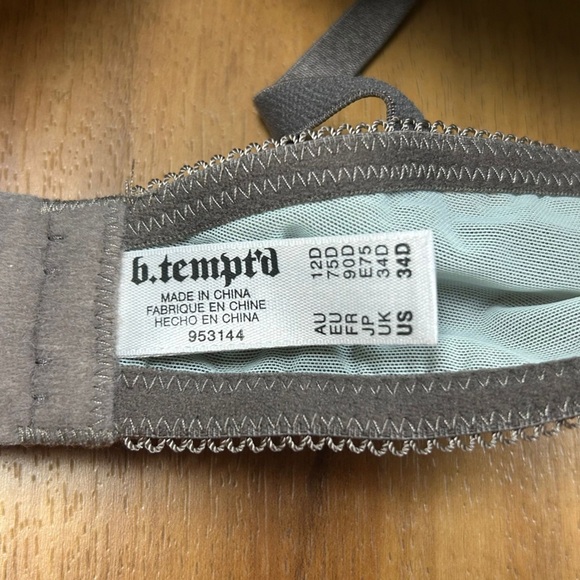 b.tempt'd
MADE IN CHINA
FABRIQUE EN CHINE
HECHO EN CHINA
953144
AU 12D
EU 75D
FR 90D
JP E75
UK 34D
US 34D